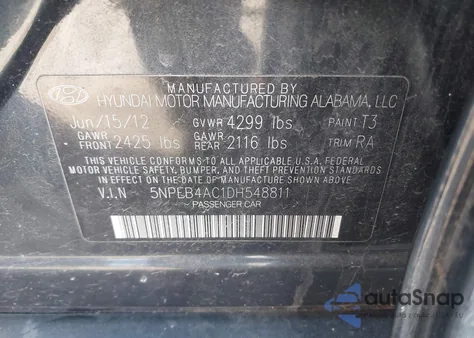 MANUFACTURED BY
HYUNDAI MOTOR MANUFACTURING ALABAMA, LLC
Jun/15/12 GVWR 4299 lbs PAINT T3
GAWR FRONT 2425 lbs GAWR REAR 2116 lbs TRIM RA
THIS VEHICLE CONFORMS TO ALL APPLICABLE U.S.A. FEDERAL
MOTOR VEHICLE SAFETY, BUMPER, AND THEFT PREVENTION
STANDARDS IN EFFECT ON THE DATE OF MANUFACTURE SHOWN ABOVE.
V.I.N 5NPEB4AC1DH548811
PASSENGER CAR
autoSnap